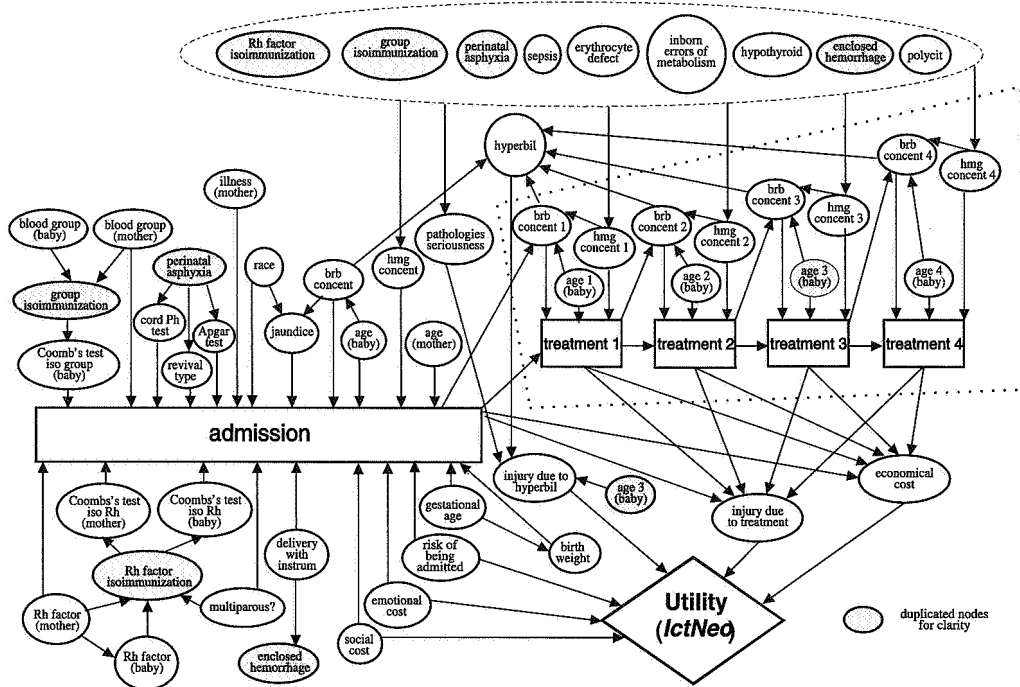 Rh factor
isoimmunization
group
isoimmunization
perinatal
asphyxia
sepsis
erythrocyte
defect
inborn
errors of
metabolism
hypothyroid
enclosed
hemorrhage
polycit
hyperbil
brb
concent 4
hmg
concent 4
illness
(mother)
brb
concent 3
hmg
concent 3
blood group
(baby)
blood group
(mother)
pathologies
seriousness
brb
concent 1
hmg
concent 1
brb
concent 2
hmg
concent 2
perinatal
asphyxia
race
brb
concent
hmg
concent
age 1
(baby)
age 2
(baby)
age 3
(baby)
age 4
(baby)
group
isoimmunization
cord Ph
test
Apgar
test
jaundice
age
(baby)
age
(mother)
treatment 1
treatment 2
treatment 3
treatment 4
Coomb's test
iso group
(baby)
revival
type
admission
injury due to
hyperbil
age 3
(baby)
economical
cost
Coombs's test
iso Rh
(mother)
Coombs's test
iso Rh
(baby)
gestational
age
injury due
to treatment
delivery
with
instrum
risk of
being
admitted
birth
weight
Rh factor
isoimmunization
multiparous?
emotional
cost
Utility
(IctNeo)
Rh factor
(mother)
Rh factor
(baby)
enclosed
hemorrhage
social
cost
duplicated nodes
for clarity